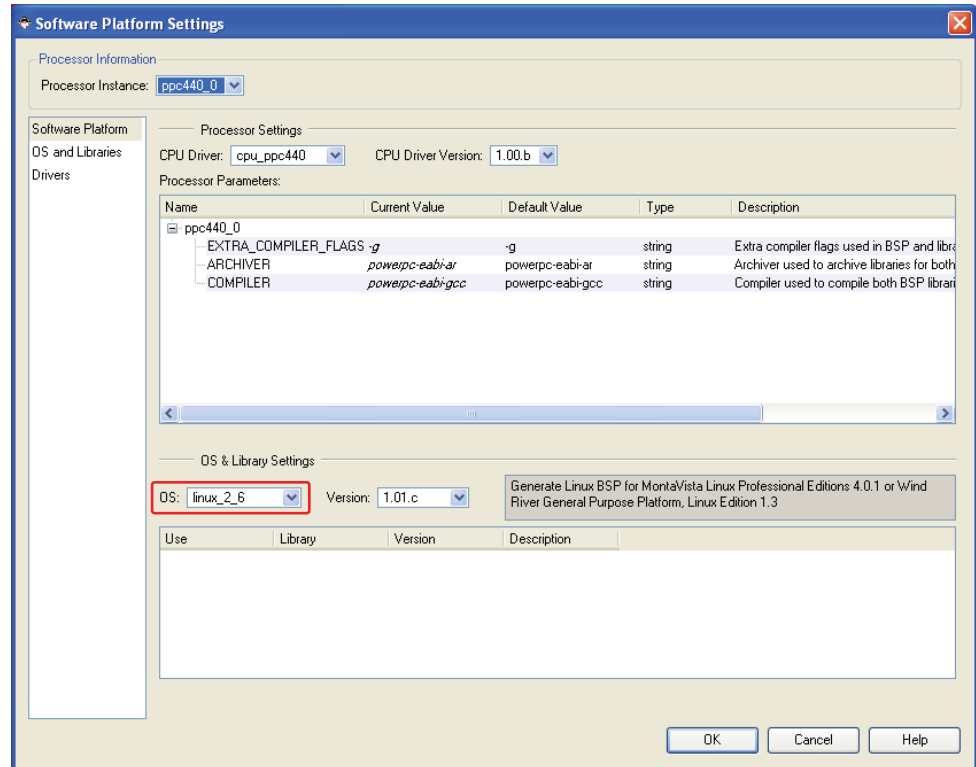 Software Platform Settings
Processor Information
Processor Instance: ppc440_0
Software Platform
OS and Libraries
Drivers
Processor Settings
CPU Driver: cpu_ppc440 CPU Driver Version: 1.00.b
Processor Parameters:
Name Current Value Default Value Type Description
ppc440_0
EXTRA_COMPILER_FLAGS -g -g string Extra compiler flags used in BSP and libra
ARCHIVER powerpc-eabi-ar powerpc-eabi-ar string Archiver used to archive libraries for both
COMPILER powerpc-eabi-gcc powerpc-eabi-gcc string Compiler used to compile both BSP librari
OS & Library Settings
OS: linux_2_6 Version: 1.01.c
Generate Linux BSP for MontaVista Linux Professional Editions 4.0.1 or Wind
River General Purpose Platform, Linux Edition 1.3
Use Library Version Description
OK Cancel Help